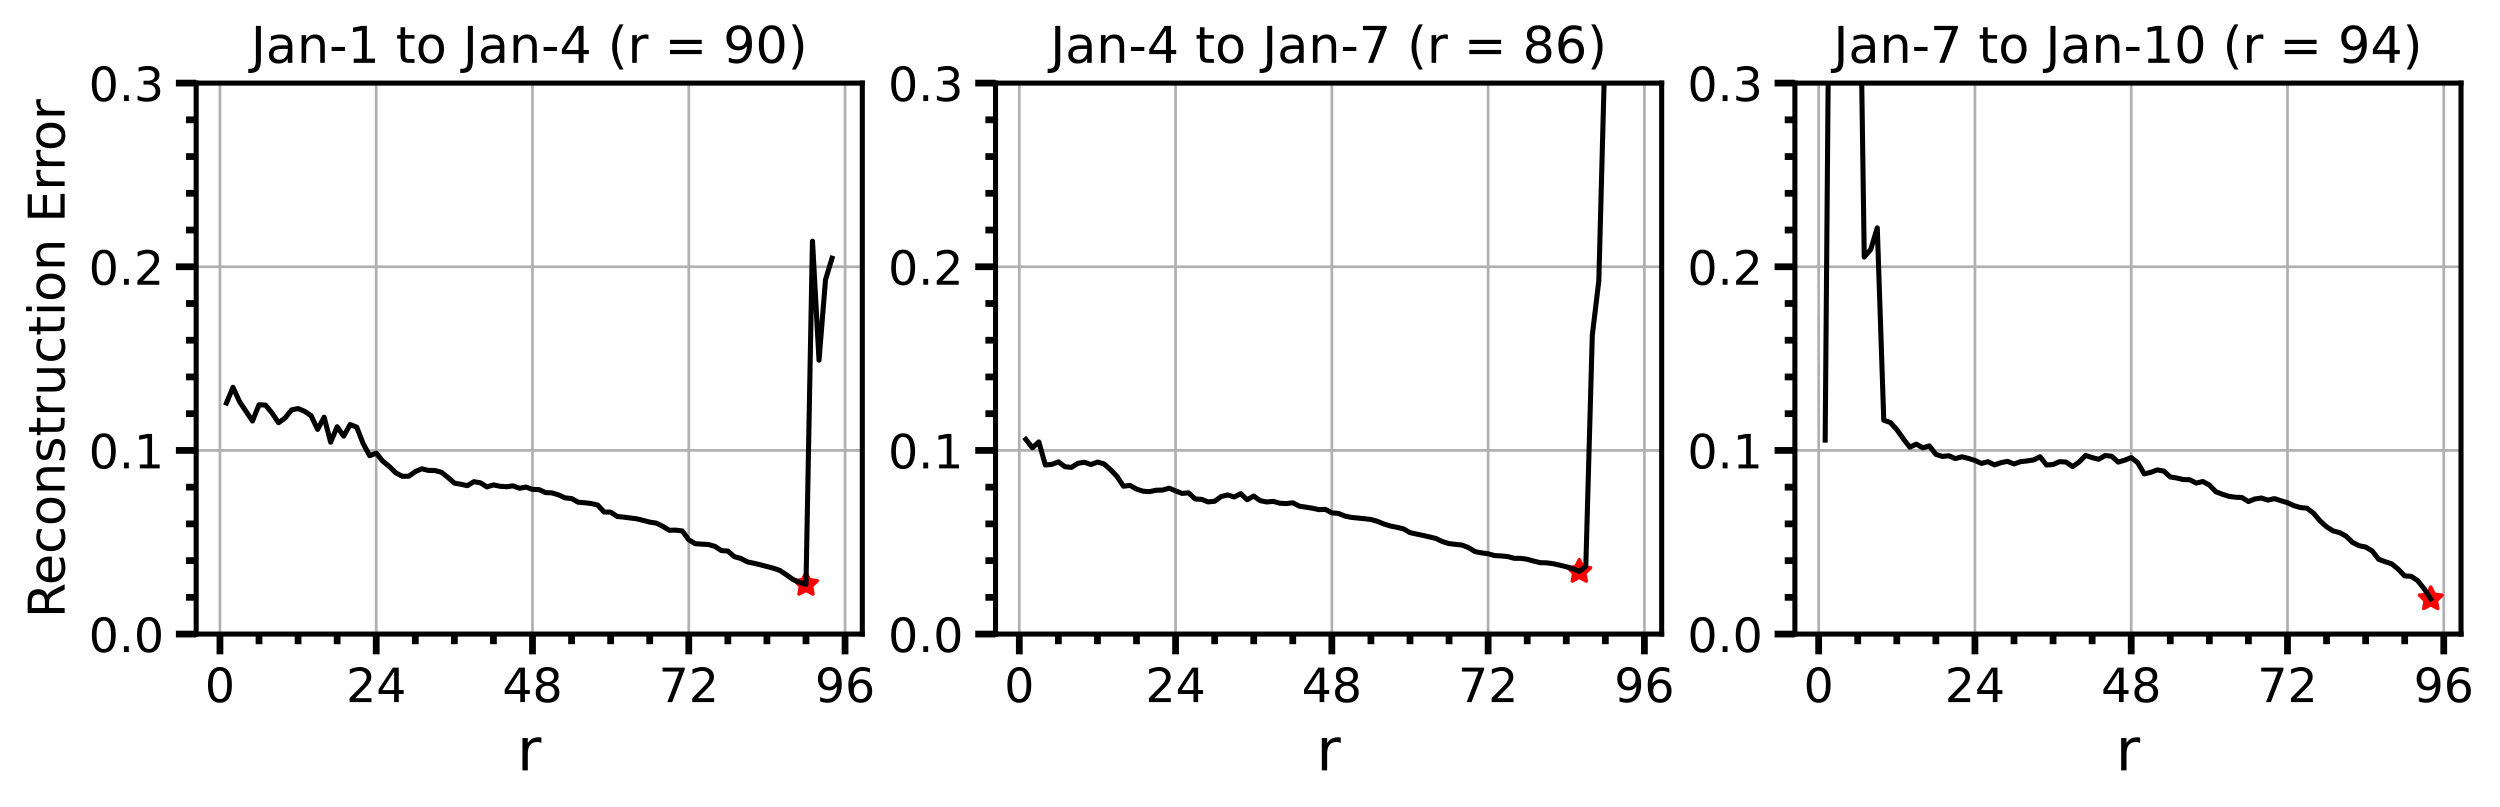 Jan-1 to Jan-4 (r = 90)
Jan-4 to Jan-7 (r = 86)
Jan-7 to Jan-10 (r = 94)
Reconstruction Error
0.3
0.2
0.1
0.0
0 24 48 72 96
r
0.3
0.2
0.1
0.0
0 24 48 72 96
r
0.3
0.2
0.1
0.0
0 24 48 72 96
r